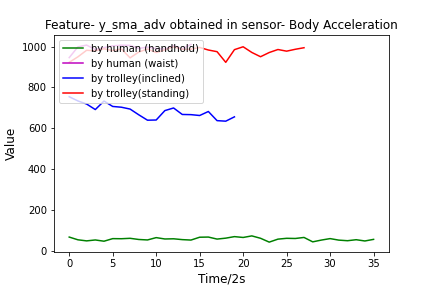 Feature- y_sma_adv obtained in sensor- Body Acceleration
1000
800
600
400
200
0
Value
by human (handhold)
by human (waist)
by trolley(inclined)
by trolley(standing)
0 5 10 15 20 25 30 35
Time/2s